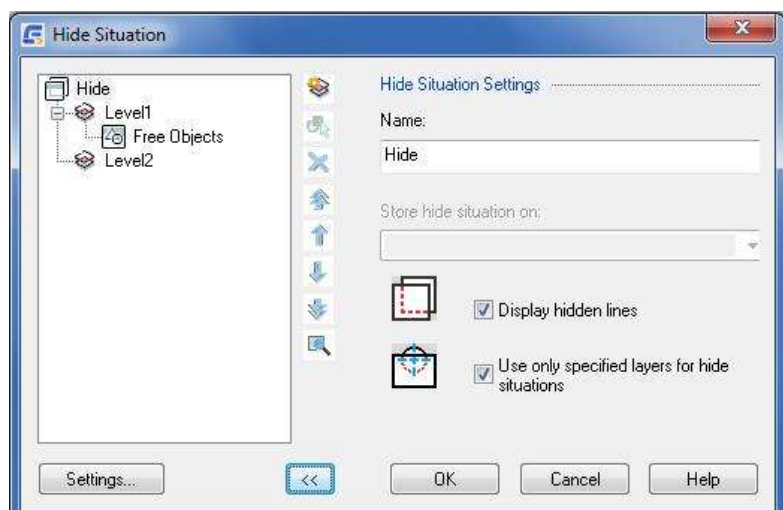 Hide Situation
Hide
Level1
Free Objects
Level2
Hide Situation Settings
Name:
Hide
Store hide situation on:
Display hidden lines
Use only specified layers for hide
situations
Settings...
<<
OK
Cancel
Help